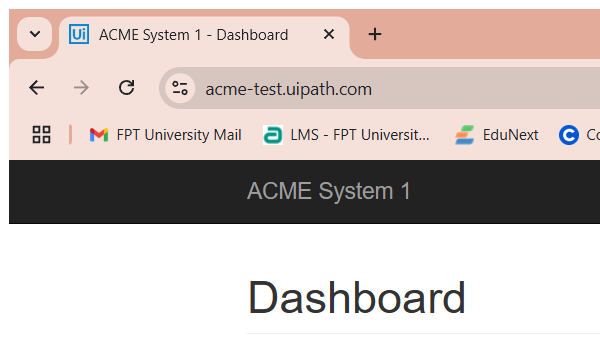 Ui ACME System 1 - Dashboard
acme-test.uipath.com
FPT University Mail LMS - FPT Universit... EduNext Co
ACME System 1
Dashboard